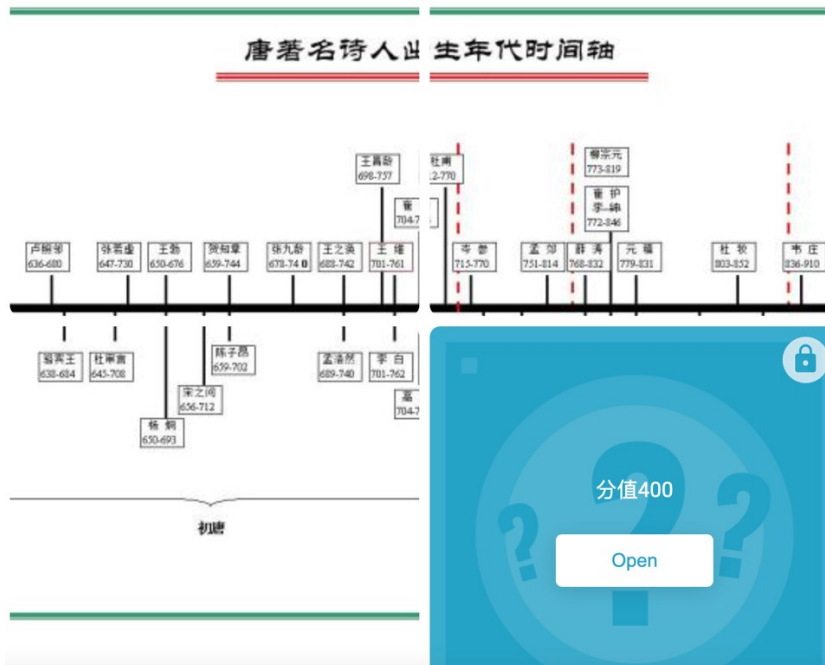 唐著名诗人出生年代时间轴
王昌龄
698-757
杜甫
柳宗元
773-819
崔 护
李 绅
772-846
卢照邻
636-680
张若虚
647-730
王勃
650-676
贺知章
659-744
张九龄
678-740
王之涣
688-742
王 维
701-761
岑 参
715-770
孟 郊
751-814
薛 涛
768-832
元 稹
779-831
杜 牧
803-852
韦 庄
836-910
骆宾王
638-684
杜审言
645-708
陈子昂
659-702
宋之问
656-712
杨 炯
650-693
孟浩然
689-740
李 白
701-762
初唐
分值400
Open